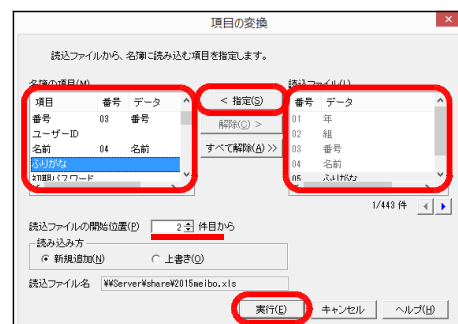 項目の変換
読込ファイルから、名簿に読み込む項目を指定します。
名簿の項目(M)
読込ファイル(L)
項目 番号 データ
番号 03 番号
ユーザーID
名前 04 名前
ふりがな
初期パスワード
< 指定(S)
解除(C) >
すべて解除(A) >>
番号 データ
01 年
02 組
03 番号
04 名前
05 ふりがな
1/443 件
読込ファイルの開始位置(P) 2 件目から
読み込み方
新規追加(N) 上書き(O)
読込ファイル名 ¥¥Server¥share¥2015meibo.xls
実行(E) キャンセル ヘルプ(H)